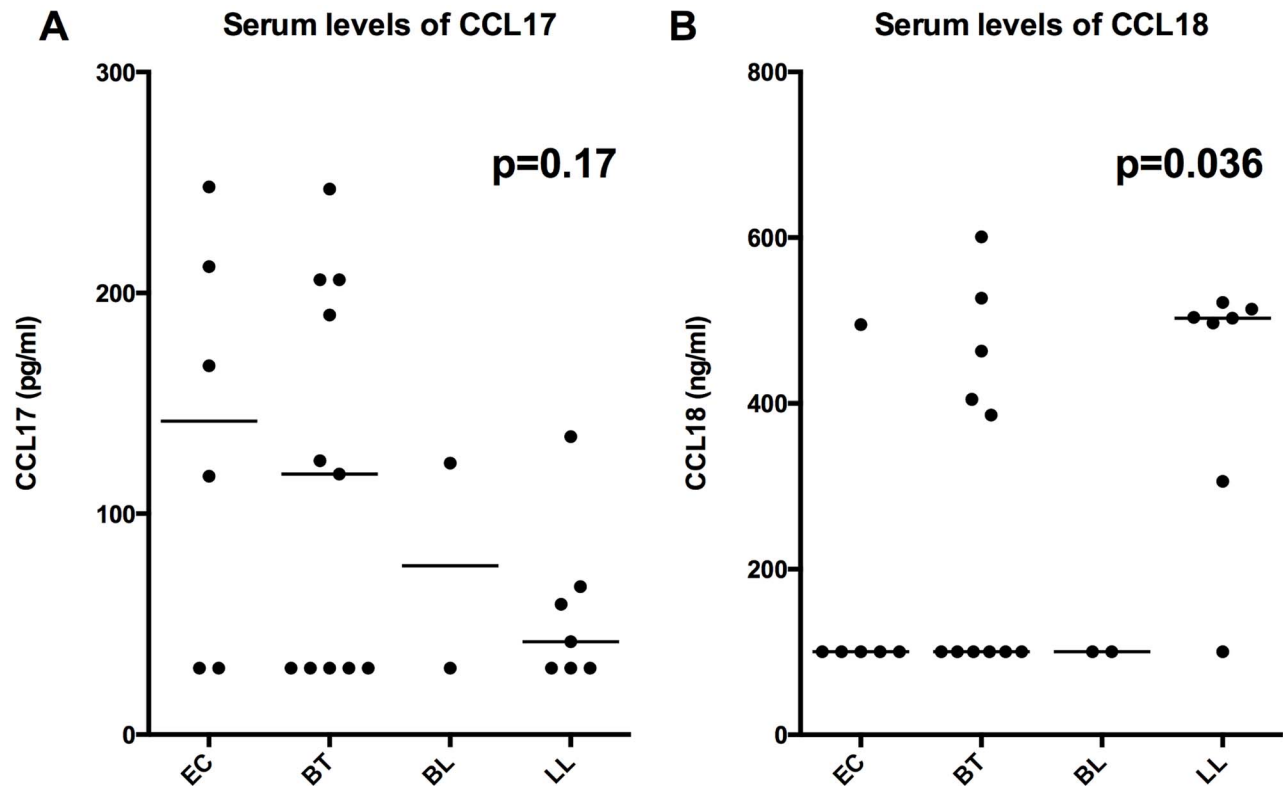 A
Serum levels of CCL17
300
200
100
0
CCL17 (pg/ml)
p=0.17
EC
BT
BL
LL
B
Serum levels of CCL18
800
600
400
200
0
CCL18 (ng/ml)
p=0.036
EC
BT
BL
LL